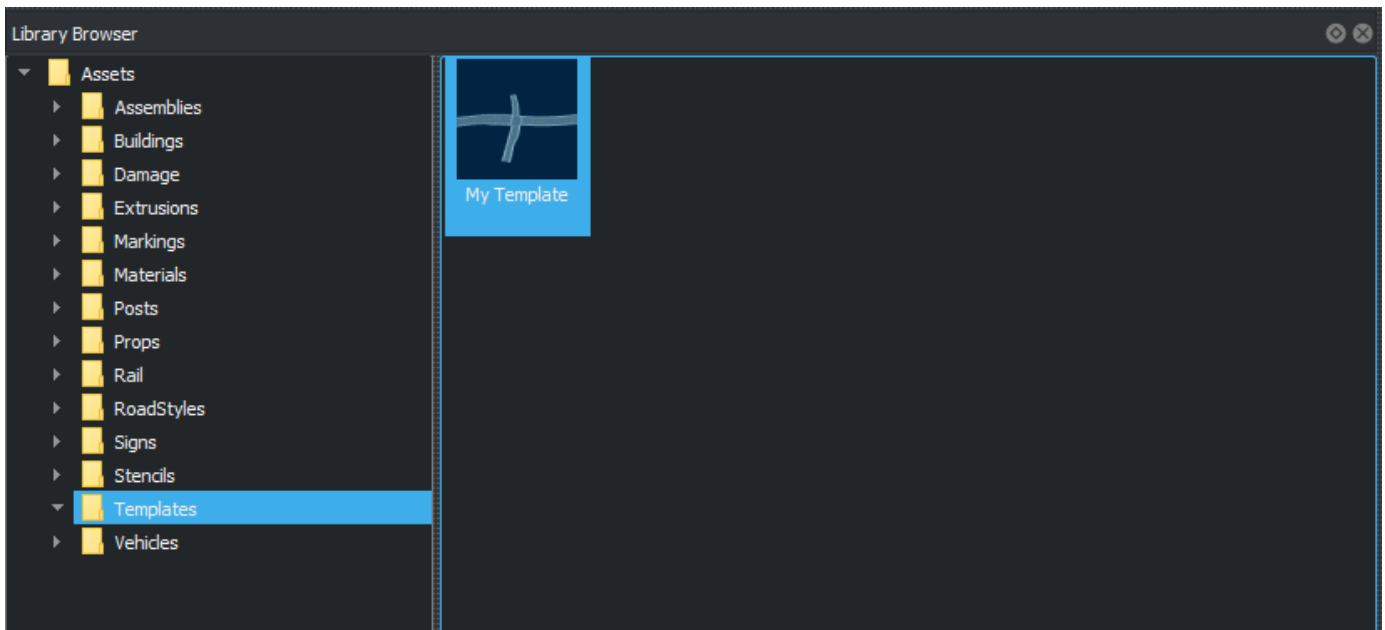 Library Browser
Assets
Assemblies
Buildings
Damage
Extrusions
Markings
Materials
Posts
Props
Rail
RoadStyles
Signs
Stencils
Templates
Vehicles
My Template